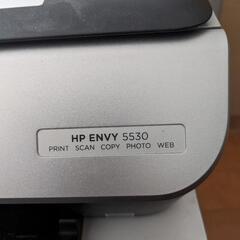 HP ENVY 5530
PRINT SCAN COPY PHOTO WEB